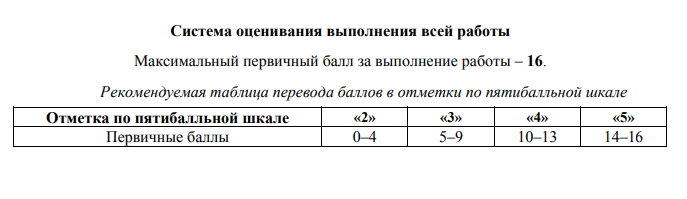 Система оценивания выполнения всей работы
Максимальный первичный балл за выполнение работы – 16.
Рекомендуемая таблица перевода баллов в отметки по пятибалльной шкале
Отметка по пятибалльной шкале «2» «3» «4» «5»
Первичные баллы 0–4 5–9 10–13 14–16